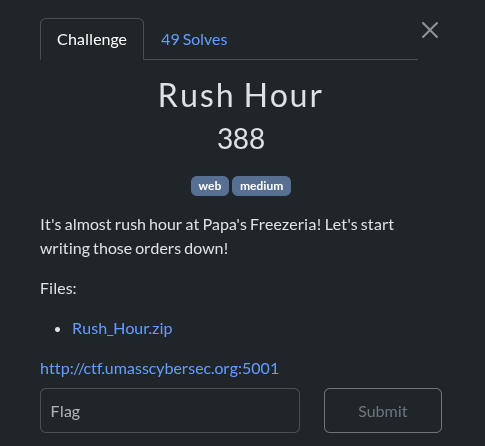 Challenge
49 Solves
Rush Hour
388
web medium
It's almost rush hour at Papa's Freezeria! Let's start
writing those orders down!
Files:
• Rush_Hour.zip
http://ctf.umasscybersec.org:5001
Flag
Submit